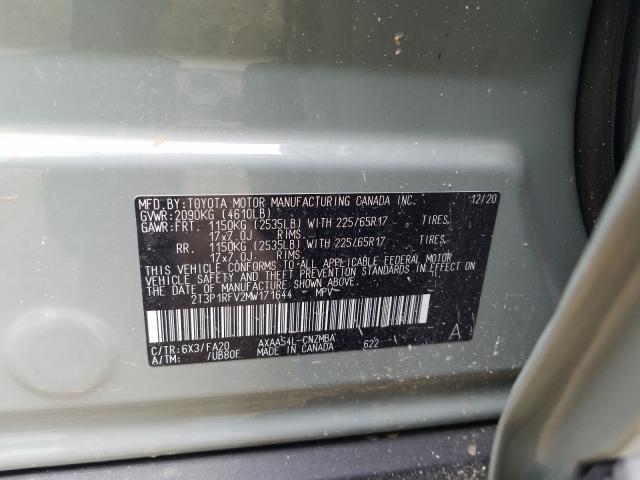 MFD.BY:TOYOTA MOTOR MANUFACTURING CANADA INC. 12/20
GVWR:2090KG (4610LB)
GAWR:FRT. 1150KG (2535LB) WITH 225/65R17 TIRES,
17x7.0J RIMS.
RR. 1150KG (2535LB) WITH 225/65R17 TIRES,
17x7.0J. RIMS.
THIS VEHICLE CONFORMS TO ALL APPLICABLE FEDERAL MOTOR
VEHICLE SAFETY AND THEFT PREVENTION STANDARDS IN EFFECT ON
THE DATE OF MANUFACTURE SHOWN ABOVE.
2T3P1RFV2MW171644 MPV
A
C/TR:6X3/FA20 AXAA54L-CNZMBA
A/TM: /UB80F MADE IN CANADA 622